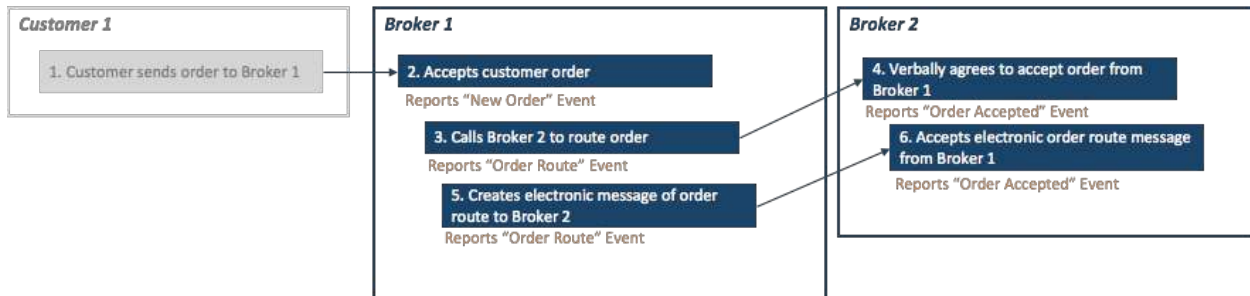 Customer 1
1. Customer sends order to Broker 1
Broker 1
2. Accepts customer order
Reports "New Order" Event
3. Calls Broker 2 to route order
Reports "Order Route" Event
5. Creates electronic message of order
route to Broker 2
Reports "Order Route" Event
Broker 2
4. Verbally agrees to accept order from
Broker 1
Reports "Order Accepted" Event
6. Accepts electronic order route message
from Broker 1
Reports "Order Accepted" Event